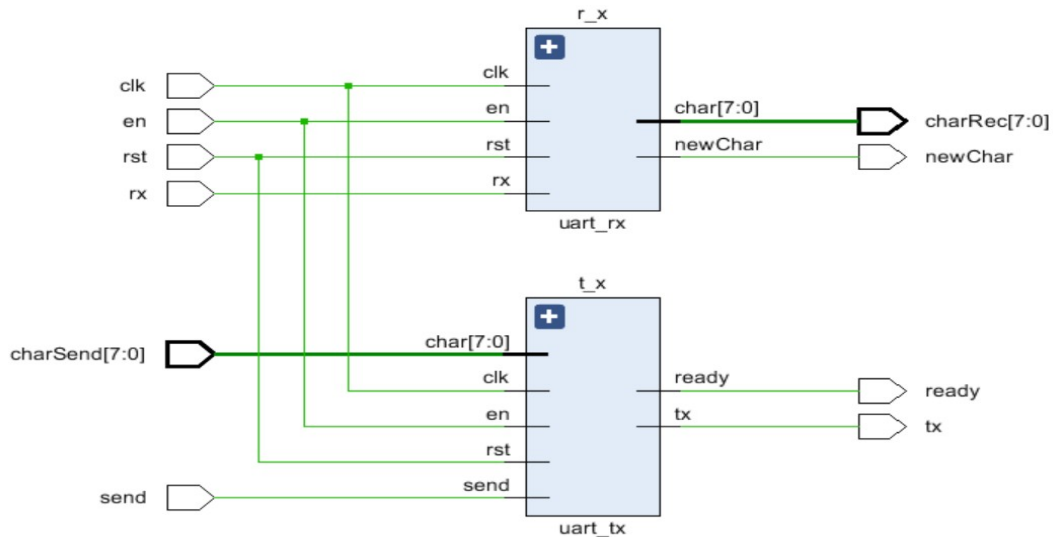 r_x
clk
en
rst
rx
clk
en
rst
rx
char[7:0]
newChar
charRec[7:0]
newChar
uart_rx
t_x
charSend[7:0]
send
char[7:0]
clk
en
rst
send
ready
tx
ready
tx
uart_tx